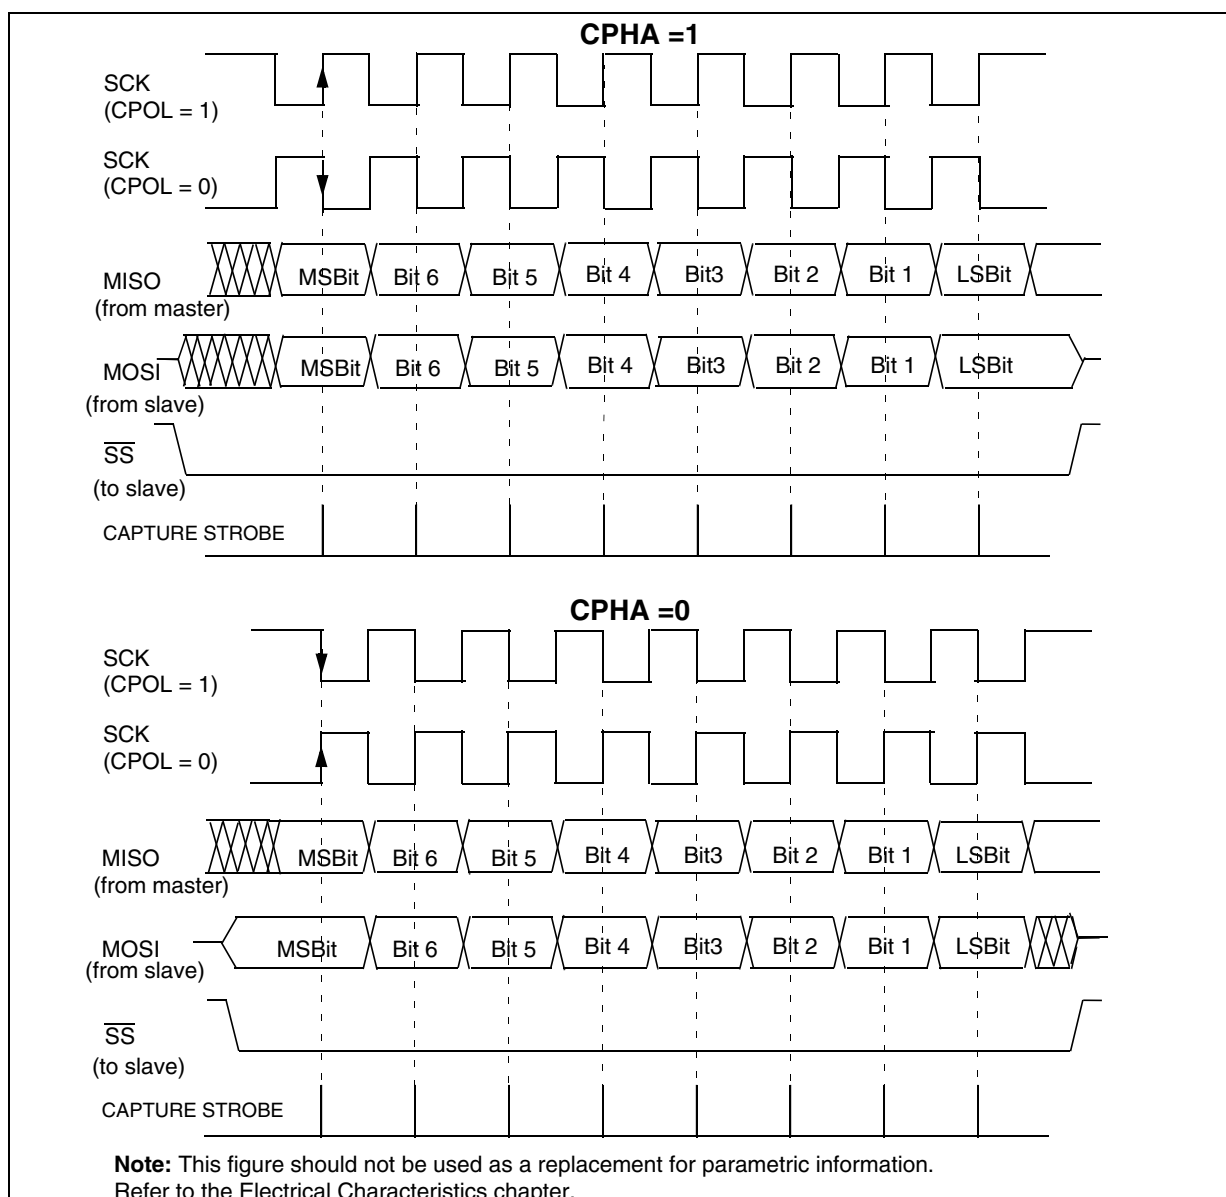 CPHA =1
SCK
(CPOL = 1)
SCK
(CPOL = 0)
MISO
(from master)
MSBit Bit 6 Bit 5 Bit 4 Bit3 Bit 2 Bit 1 LSBit
MOSI
(from slave)
MSBit Bit 6 Bit 5 Bit 4 Bit3 Bit 2 Bit 1 LSBit
SS
(to slave)
CAPTURE STROBE
CPHA =0
SCK
(CPOL = 1)
SCK
(CPOL = 0)
MISO
(from master)
MSBit Bit 6 Bit 5 Bit 4 Bit3 Bit 2 Bit 1 LSBit
MOSI
(from slave)
MSBit Bit 6 Bit 5 Bit 4 Bit3 Bit 2 Bit 1 LSBit
SS
(to slave)
CAPTURE STROBE
Note: This figure should not be used as a replacement for parametric information.
Refer to the Electrical Characteristics chapter.